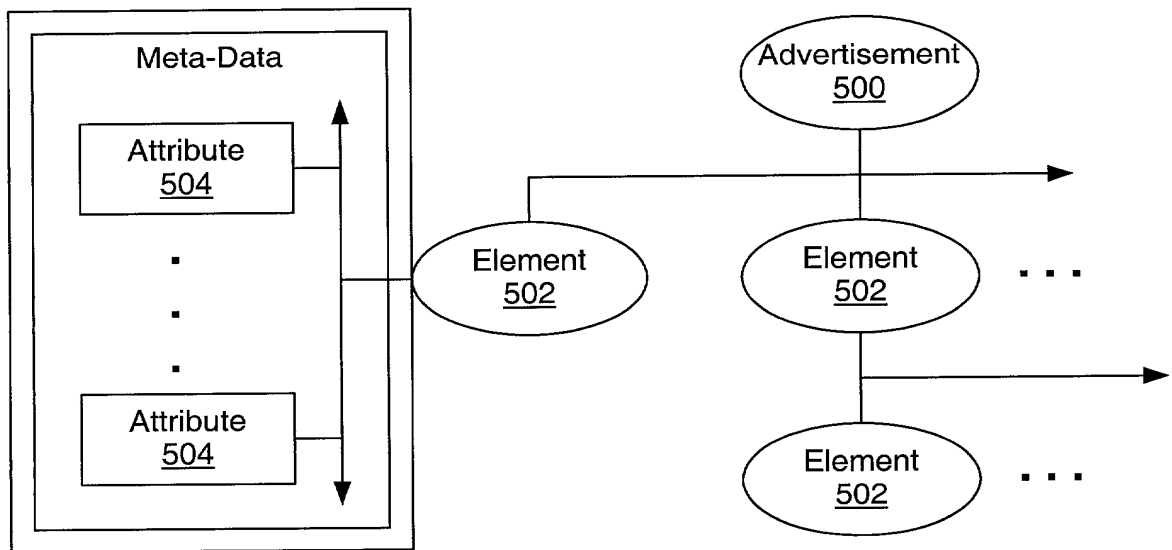 Meta-Data
Attribute
504
Attribute
504
Element
502
Advertisement
500
Element
502
Element
502